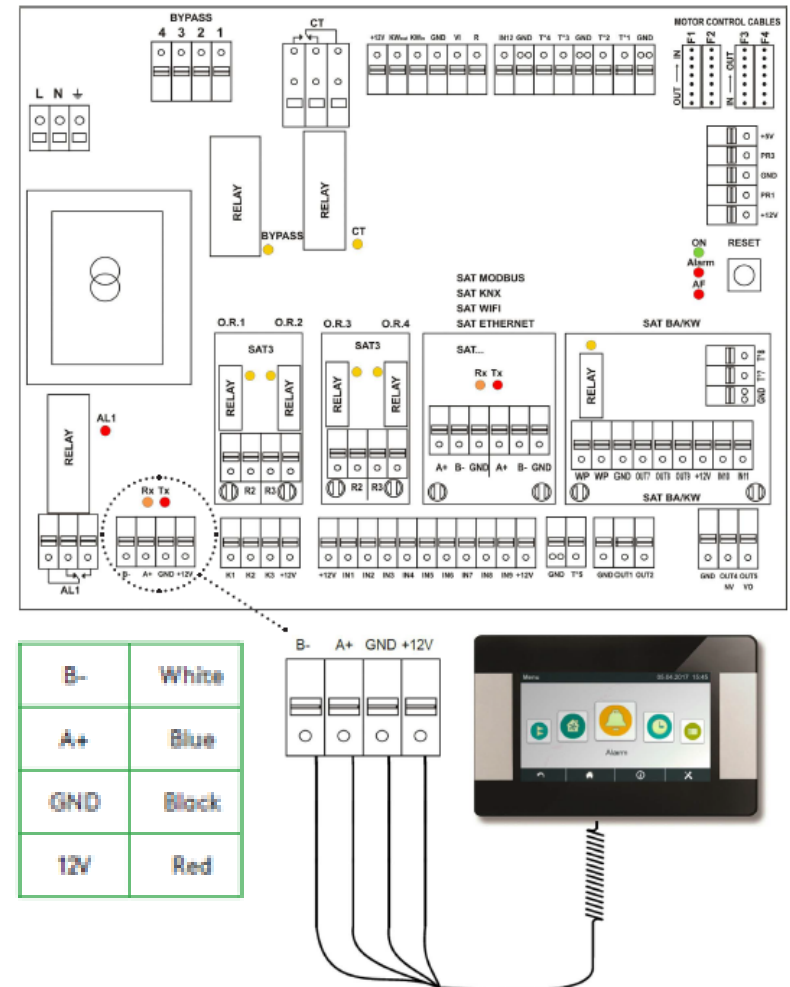 BYPASS
4 3 2 1
CT
+12V KWout KWin GND VI R
IN12 GND T°4 T°3 GND T°2 T°1 GND
MOTOR CONTROL CABLES
F1 F2 F3 F4
OUT → IN
IN → OUT
L N
+5V
PR3
GND
PR1
+12V
RELAY
RELAY
BYPASS
CT
ON
Alarm
AF
RESET
SAT MODBUS
SAT KNX
SAT WIFI
SAT ETHERNET
O.R.1 O.R.2
O.R.3 O.R.4
SAT BA/KW
SAT3
SAT3
SAT...
Rx Tx
RELAY RELAY
RELAY RELAY
RELAY
T°8
T°7
GND
AL1
RELAY
A+ B- GND A+ B- GND
WP WP GND OUT7 OUT8 OUT9 +12V IN10 IN11
R2 R3
R2 R3
SAT BA/KW
Rx Tx
B- A+ GND +12V
K1 K2 K3 +12V
+12V IN1 IN2 IN3 IN4 IN5 IN6 IN7 IN8 IN9 +12V
GND T°5
GND OUT1 OUT2
GND OUT4 OUT5
NV VO
AL1
B- A+ GND +12V
B- White
A+ Blue
GND Black
12V Red
Menu 05.04.2017 15:45
Alarm